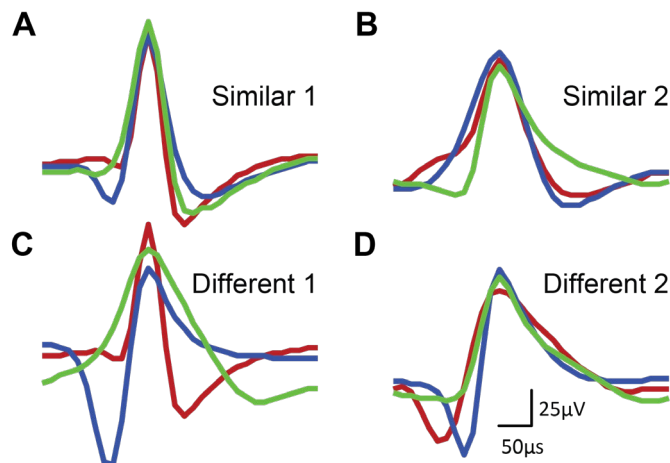 A
Similar 1
B
Similar 2
C
Different 1
D
Different 2
25µV
50µs